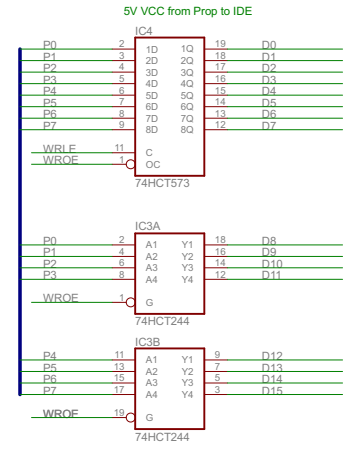 5V VCC from Prop to IDE
IC4
P0 2 1D 1Q 19 D0
P1 3 2D 2Q 18 D1
P2 4 3D 3Q 17 D2
P3 5 4D 4Q 16 D3
P4 6 5D 5Q 15 D4
P5 7 6D 6Q 14 D5
P6 8 7D 7Q 13 D6
P7 9 8D 8Q 12 D7
WRLE 11 C
WROE 1 OC
74HCT573
IC3A
P0 2 A1 Y1 18 D8
P1 4 A2 Y2 16 D9
P2 6 A3 Y3 14 D10
P3 8 A4 Y4 12 D11
WROE 1 G
74HCT244
IC3B
P4 11 A1 Y1 9 D12
P5 13 A2 Y2 7 D13
P6 15 A3 Y3 5 D14
P7 17 A4 Y4 3 D15
WROE 19 G
74HCT244